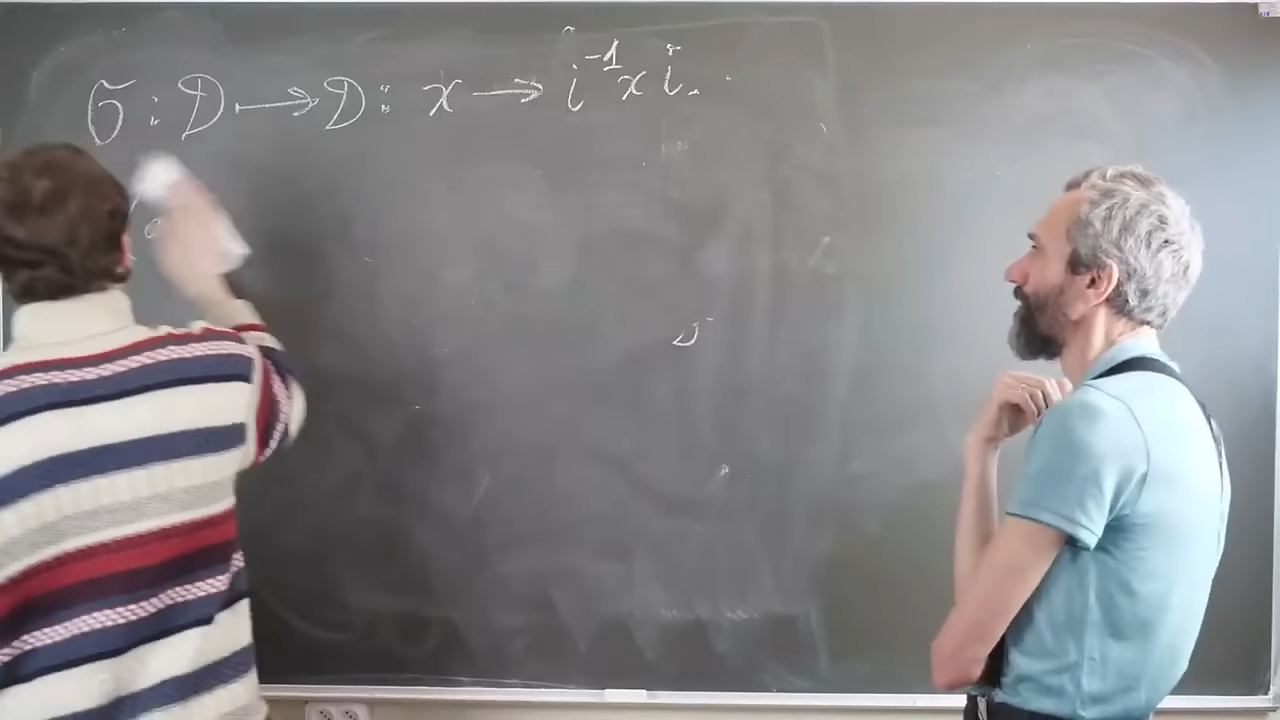 σ : D → D : x → i⁻¹ x i.